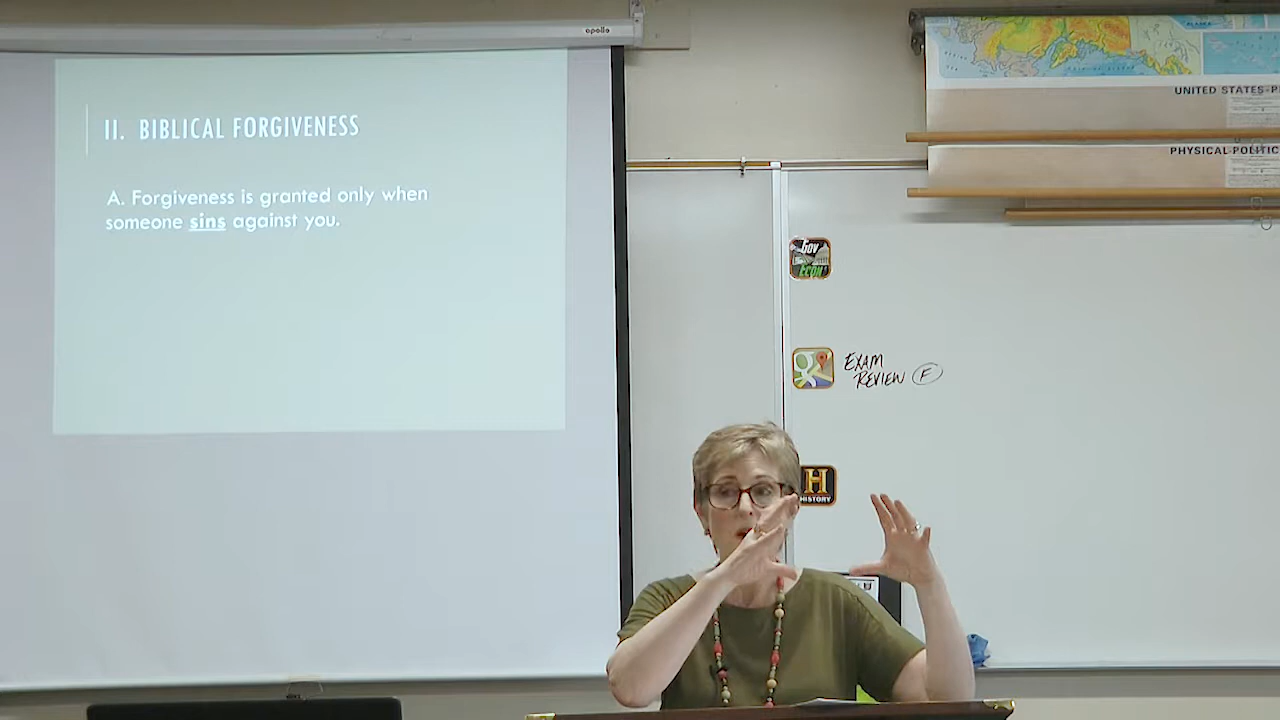 apollo
II. BIBLICAL FORGIVENESS
A. Forgiveness is granted only when
someone sins against you.
ALASKA
UNITED STATES-P
PHYSICAL-POLITIC
GOV
ECON
EXAM
REVIEW F
H
HISTORY